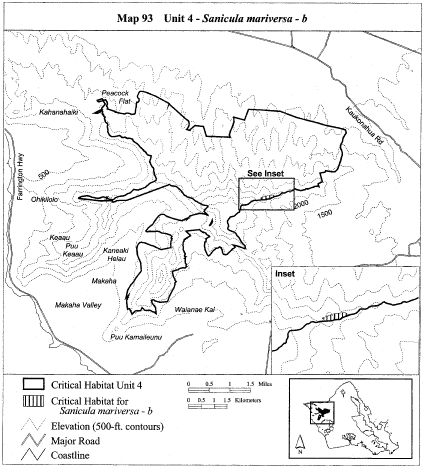 Map 93 Unit 4 - Sanicula mariversa - b
Peacock
Flat
Kahanahaiki
Kaukonahua Rd
Farrington Hwy
500
See Inset
Ohikilolo
2000
1500
Keaau
Puu
Keaau
Kaneaki
Heiau
Makaha
Makaha Valley
Waianae Kai
Puu Kamaileunu
Inset
Critical Habitat Unit 4
Critical Habitat for
Sanicula mariversa - b
Elevation (500-ft. contours)
Major Road
Coastline
0 0.5 1 1.5 Miles
0 0.5 1 1.5 Kilometers
N